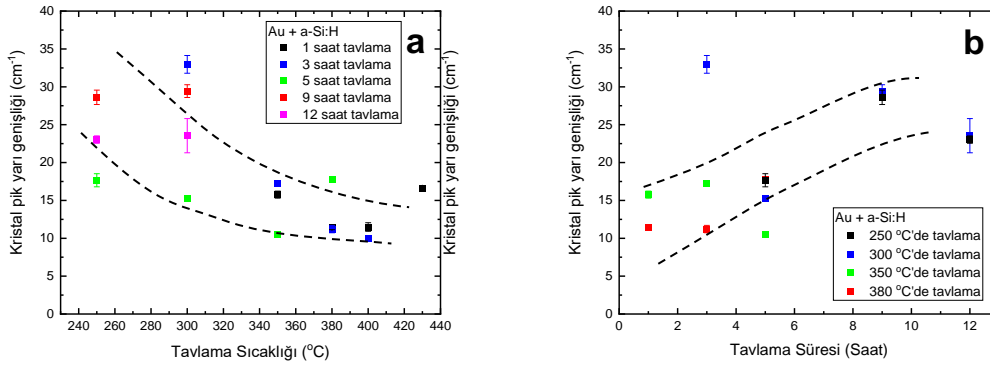 a
Au + a-Si:H
1 saat tavlama
3 saat tavlama
5 saat tavlama
9 saat tavlama
12 saat tavlama
Kristal pik yarı genişliği (cm⁻¹)
40
35
30
25
20
15
10
5
0
240 260 280 300 320 340 360 380 400 420 440
Tavlama Sıcaklığı (°C)
b
Kristal pik yarı genişliği (cm⁻¹)
40
35
30
25
20
15
10
5
0
Au + a-Si:H
250 °C'de tavlama
300 °C'de tavlama
350 °C'de tavlama
380 °C'de tavlama
0 2 4 6 8 10 12
Tavlama Süresi (Saat)